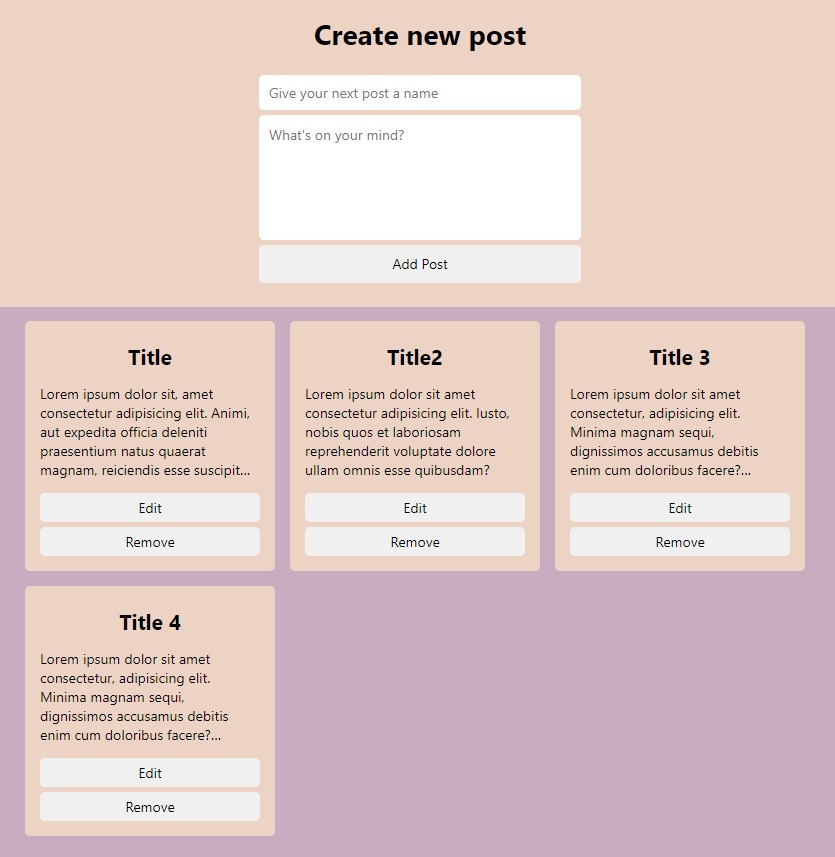 Create new post
Give your next post a name
What's on your mind?
Add Post
Title
Lorem ipsum dolor sit, amet
consectetur adipisicing elit. Animi,
aut expedita officia deleniti
praesentium natus quaerat
magnam, reiciendis esse suscipit...
Edit
Remove
Title2
Lorem ipsum dolor sit amet
consectetur adipisicing elit. Iusto,
nobis quos et laboriosam
reprehenderit voluptate dolore
ullam omnis esse quibusdam?
Edit
Remove
Title 3
Lorem ipsum dolor sit amet
consectetur, adipisicing elit.
Minima magnam sequi,
dignissimos accusamus debitis
enim cum doloribus facere?...
Edit
Remove
Title 4
Lorem ipsum dolor sit amet
consectetur, adipisicing elit.
Minima magnam sequi,
dignissimos accusamus debitis
enim cum doloribus facere?...
Edit
Remove